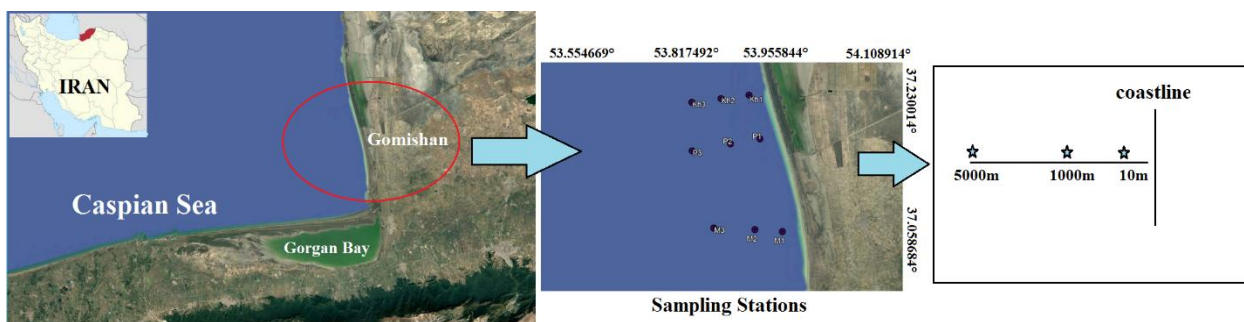 IRAN
Gomishan
Caspian Sea
Gorgan Bay
53.554669° 53.817492° 53.955844° 54.108914°
37.230014°
37.058684°
Kh3 Kh2 Kh1
P3 P2 P1
M3 M2 M1
Sampling Stations
coastline
5000m 1000m 10m